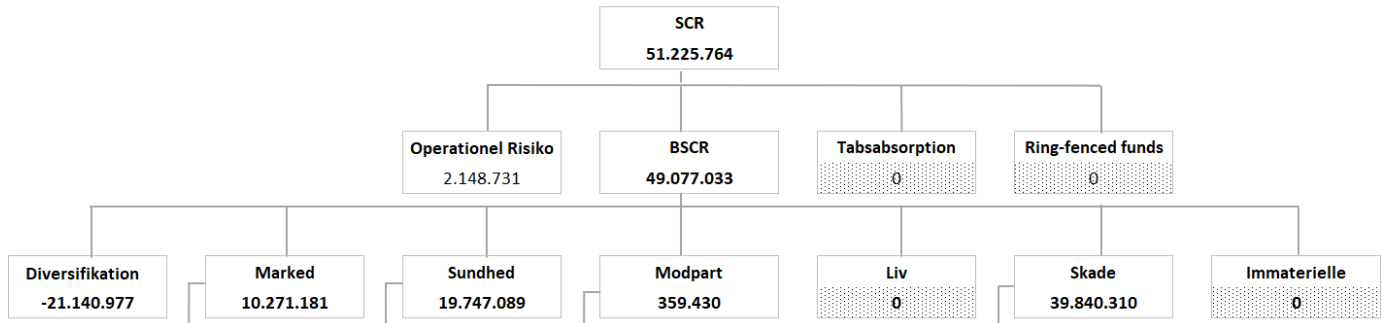 SCR
51.225.764
Operationel Risiko
2.148.731
BSCR
49.077.033
Tabsabsorption
0
Ring-fenced funds
0
Diversifikation
-21.140.977
Marked
10.271.181
Sundhed
19.747.089
Modpart
359.430
Liv
0
Skade
39.840.310
Immaterielle
0